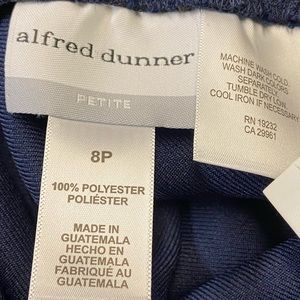 alfred dunner
PETITE
MACHINE WASH COLD.
WASH DARK COLORS
SEPARATELY.
TUMBLE DRY LOW.
COOL IRON IF NECESSARY
RN 19232
CA 29961
8P
100% POLYESTER
POLIÉSTER
MADE IN
GUATEMALA
HECHO EN
GUATEMALA
FABRIQUÉ AU
GUATEMALA